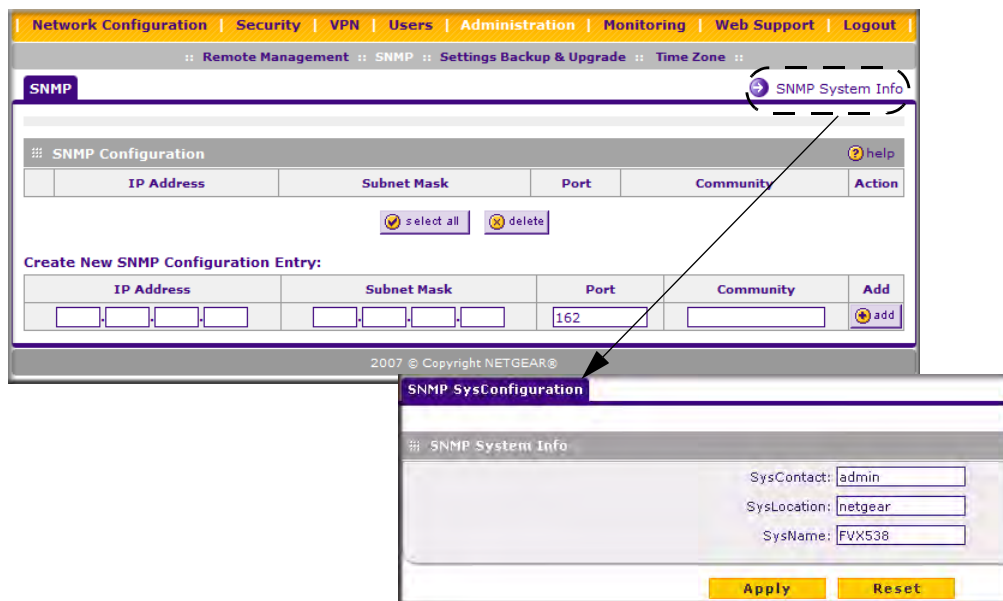 | Network Configuration | Security | VPN | Users | Administration | Monitoring | Web Support | Logout |
:: Remote Management :: SNMP :: Settings Backup & Upgrade :: Time Zone ::
SNMP
SNMP System Info
SNMP Configuration
? help
IP Address Subnet Mask Port Community Action
select all delete
Create New SNMP Configuration Entry:
IP Address Subnet Mask Port Community Add
. . . . . . 162 add
2007 © Copyright NETGEAR®
SNMP SysConfiguration
SNMP System Info
SysContact: admin
SysLocation: netgear
SysName: FVX538
Apply Reset